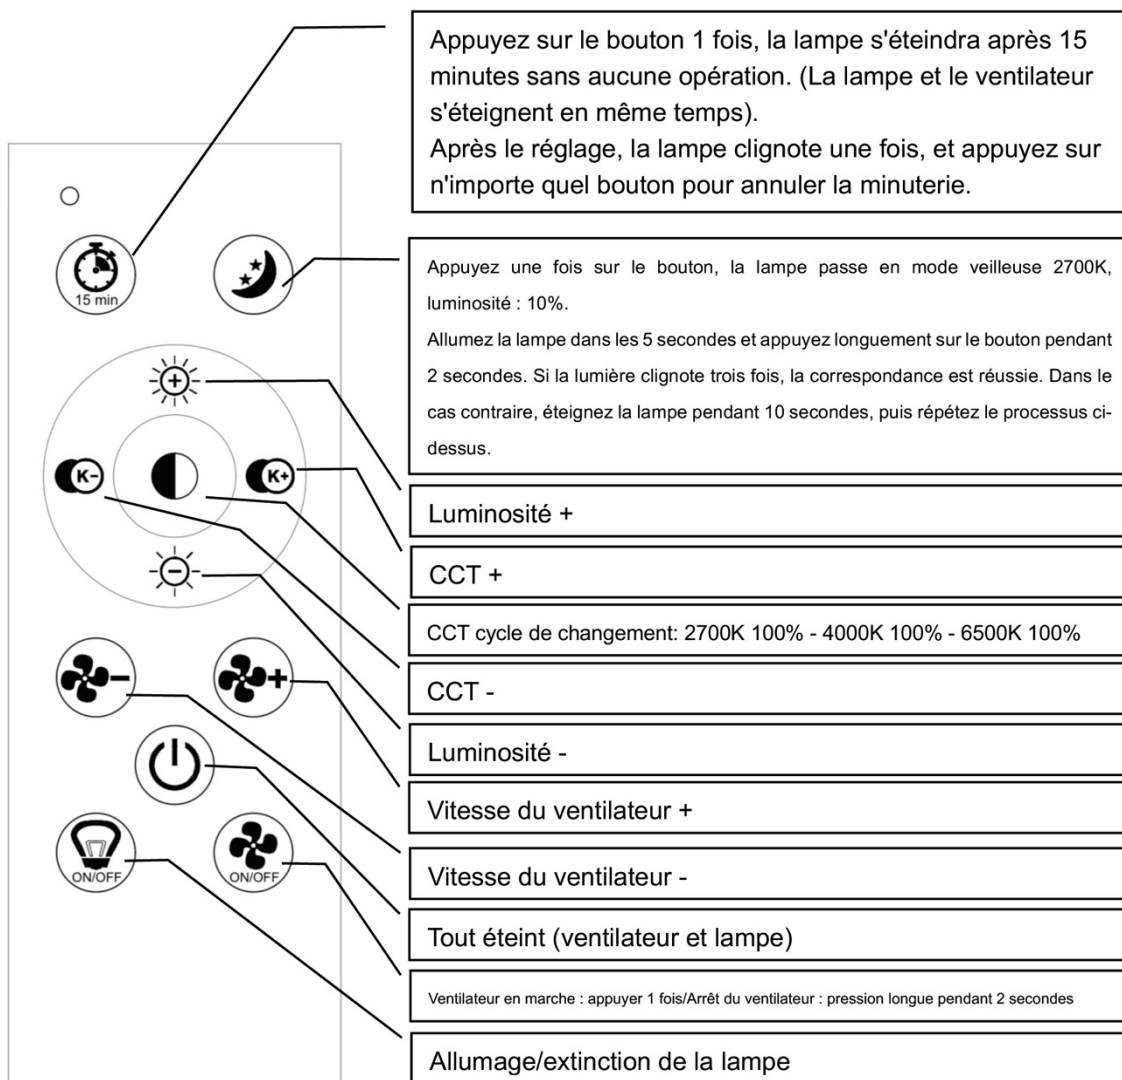 Appuyez sur le bouton 1 fois, la lampe s'éteindra après 15
minutes sans aucune opération. (La lampe et le ventilateur
s'éteignent en même temps).
Après le réglage, la lampe clignote une fois, et appuyez sur
n'importe quel bouton pour annuler la minuterie.
15 min
Appuyez une fois sur le bouton, la lampe passe en mode veilleuse 2700K,
luminosité : 10%.
Allumez la lampe dans les 5 secondes et appuyez longuement sur le bouton pendant
2 secondes. Si la lumière clignote trois fois, la correspondance est réussie. Dans le
cas contraire, éteignez la lampe pendant 10 secondes, puis répétez le processus ci-
dessus.
K-
K+
Luminosité +
CCT +
CCT cycle de changement: 2700K 100% - 4000K 100% - 6500K 100%
CCT -
Luminosité -
Vitesse du ventilateur +
Vitesse du ventilateur -
ON/OFF
ON/OFF
Tout éteint (ventilateur et lampe)
Ventilateur en marche : appuyer 1 fois/Arrêt du ventilateur : pression longue pendant 2 secondes
Allumage/extinction de la lampe